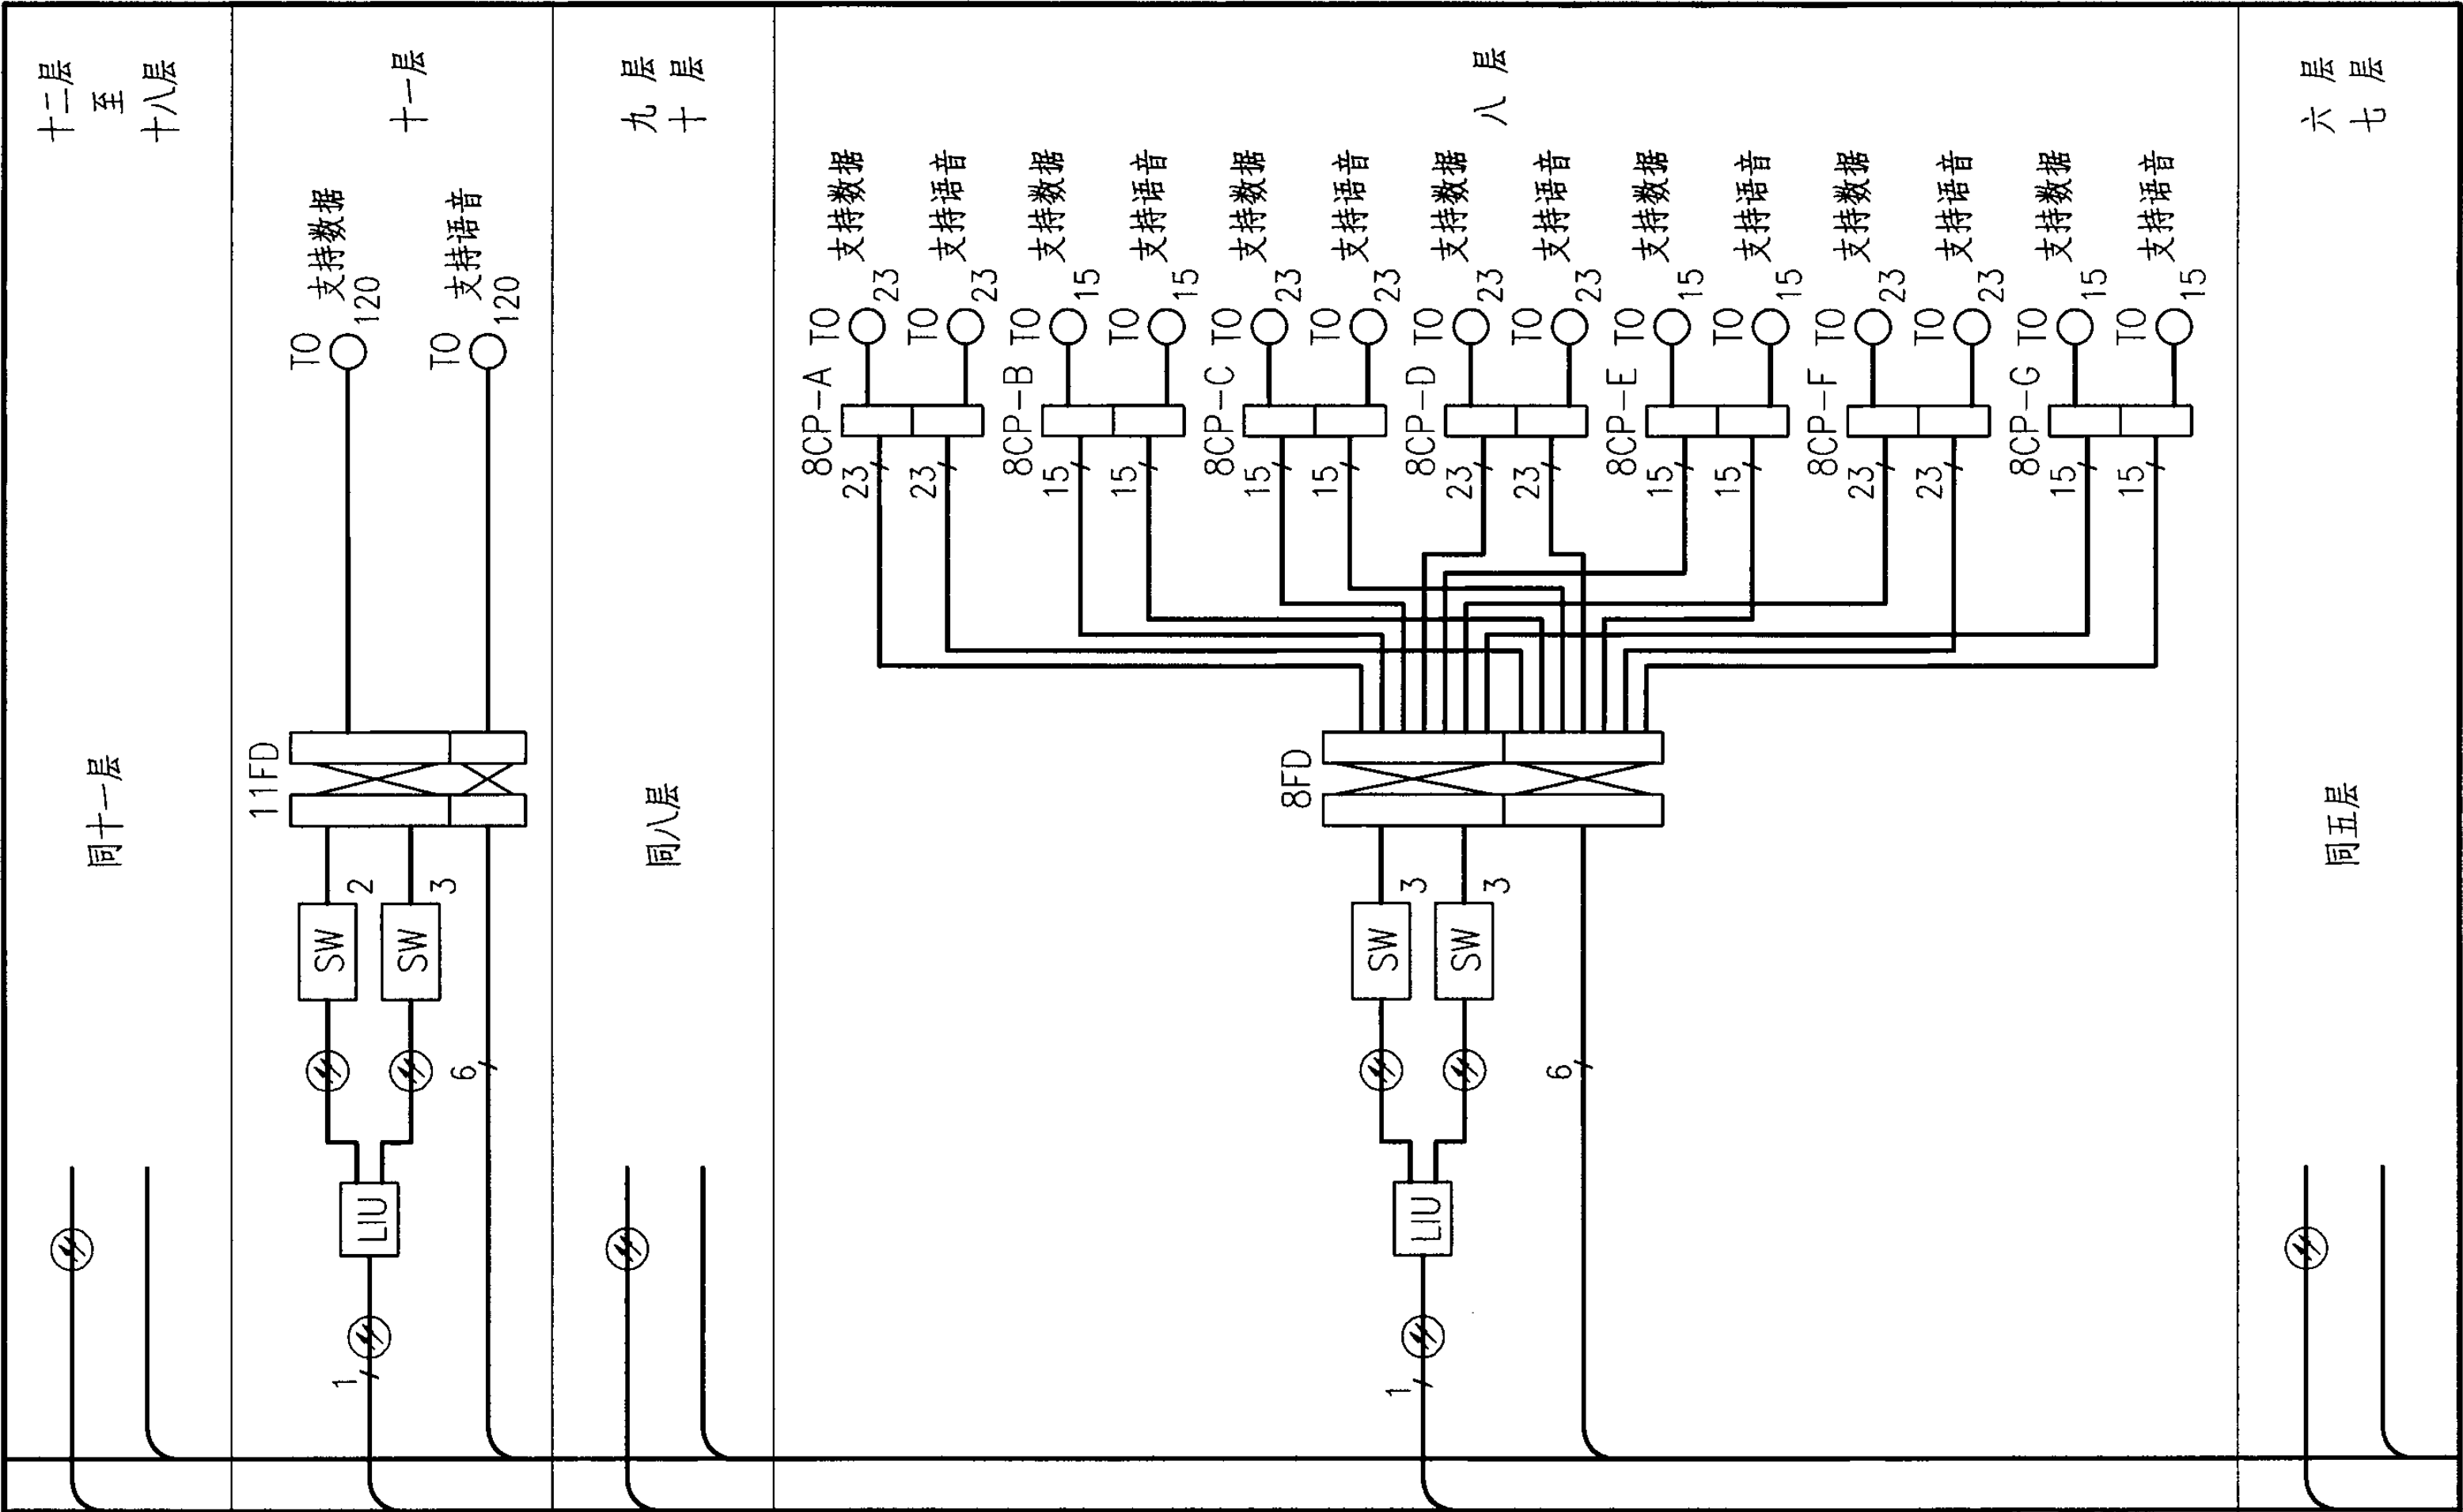 十二层
至
十八层
同十一层
十一层
支持数据
TO
120
支持语音
TO
120
11FD
SW
2
SW
3
6
LIU
1
九层
十层
同八层
八层
支持数据
TO
23
支持语音
TO
23
8CP-A
23
23
支持数据
TO
15
支持语音
TO
15
8CP-B
15
15
支持数据
TO
23
支持语音
TO
23
8CP-C
15
15
支持数据
TO
23
支持语音
TO
23
8CP-D
23
23
支持数据
TO
15
支持语音
TO
15
8CP-E
15
15
支持数据
TO
23
支持语音
TO
23
8CP-F
23
23
支持数据
TO
15
支持语音
TO
15
8CP-G
15
15
8FD
SW
3
SW
3
6
LIU
1
六层
七层
同五层